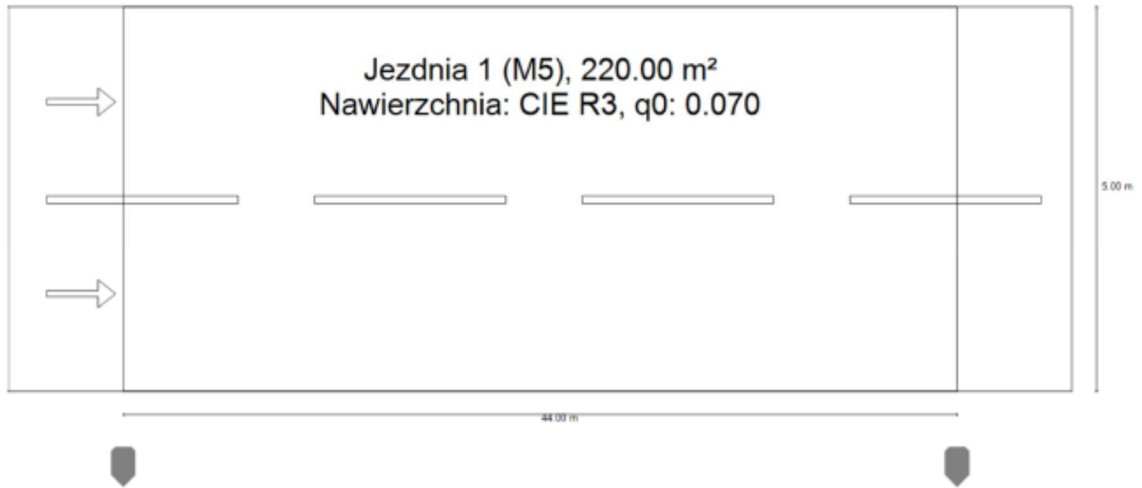 Jezdnia 1 (M5), 220.00 m²
Nawierzchnia: CIE R3, q0: 0.070
5.00 m
44.00 m